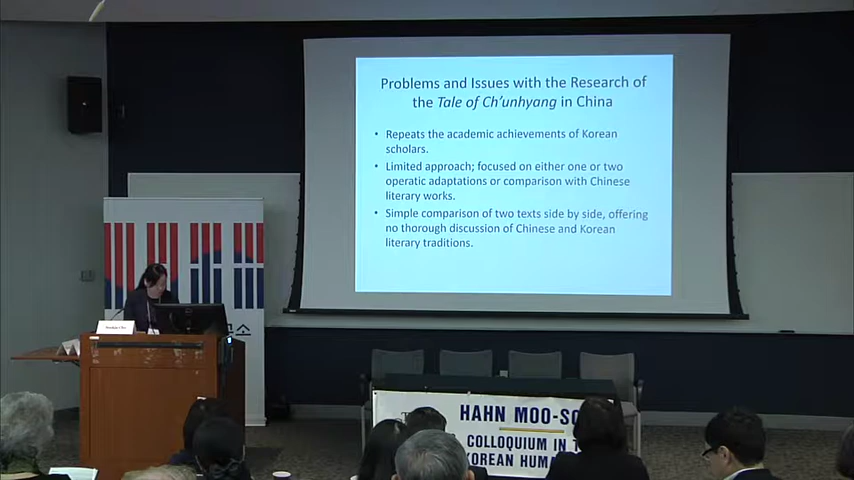 Problems and Issues with the Research of
the Tale of Ch'unhyang in China
• Repeats the academic achievements of Korean
scholars.
• Limited approach; focused on either one or two
operatic adaptations or comparison with Chinese
literary works.
• Simple comparison of two texts side by side, offering
no thorough discussion of Chinese and Korean
literary traditions.
HAHN MOO-SO
COLLOQUIUM IN
KOREAN HUMA